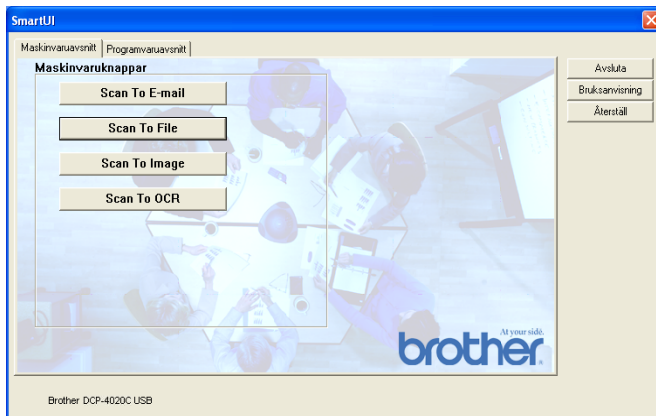 SmartUI
Maskinvaruavsnitt
Programvaruavsnitt
Maskinvaruknappar
Scan To E-mail
Scan To File
Scan To Image
Scan To OCR
Avsluta
Bruksanvisning
Återställ
At your side.
brother
Brother DCP-4020C USB